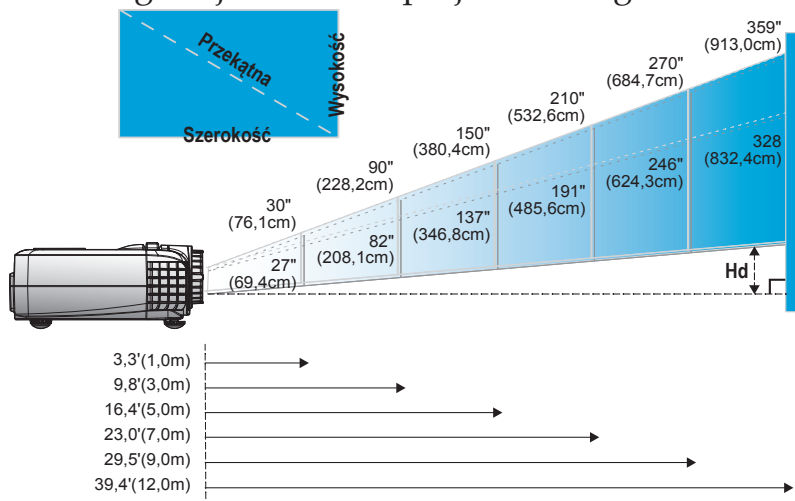 Przekątna
Wysokość
Szerokość
30"
(76,1cm)
90"
(228,2cm)
150"
(380,4cm)
210"
(532,6cm)
270"
(684,7cm)
359"
(913,0cm)
27"
(69,4cm)
82"
(208,1cm)
137"
(346,8cm)
191"
(485,6cm)
246"
(624,3cm)
328
(832,4cm)
Hd
3,3'(1,0m)
9,8'(3,0m)
16,4'(5,0m)
23,0'(7,0m)
29,5'(9,0m)
39,4'(12,0m)